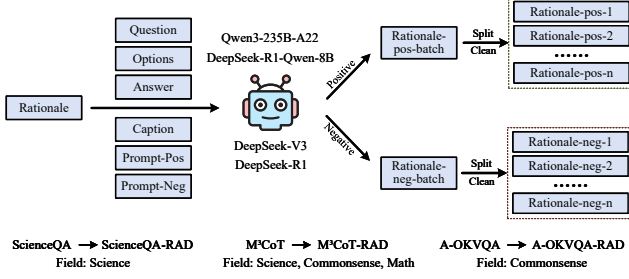 Rationale
Question
Options
Answer
Caption
Prompt-Pos
Prompt-Neg
Qwen3-235B-A22
DeepSeek-R1-Qwen-8B
DeepSeek-V3
DeepSeek-R1
Positive
Negative
Rationale-
pos-batch
Split
Clean
Rationale-pos-1
Rationale-pos-2
······
Rationale-pos-n
Rationale-
neg-batch
Split
Clean
Rationale-neg-1
Rationale-neg-2
······
Rationale-neg-n
ScienceQA → ScienceQA-RAD
Field: Science
M³CoT → M³CoT-RAD
Field: Science, Commonsense, Math
A-OKVQA → A-OKVQA-RAD
Field: Commonsense